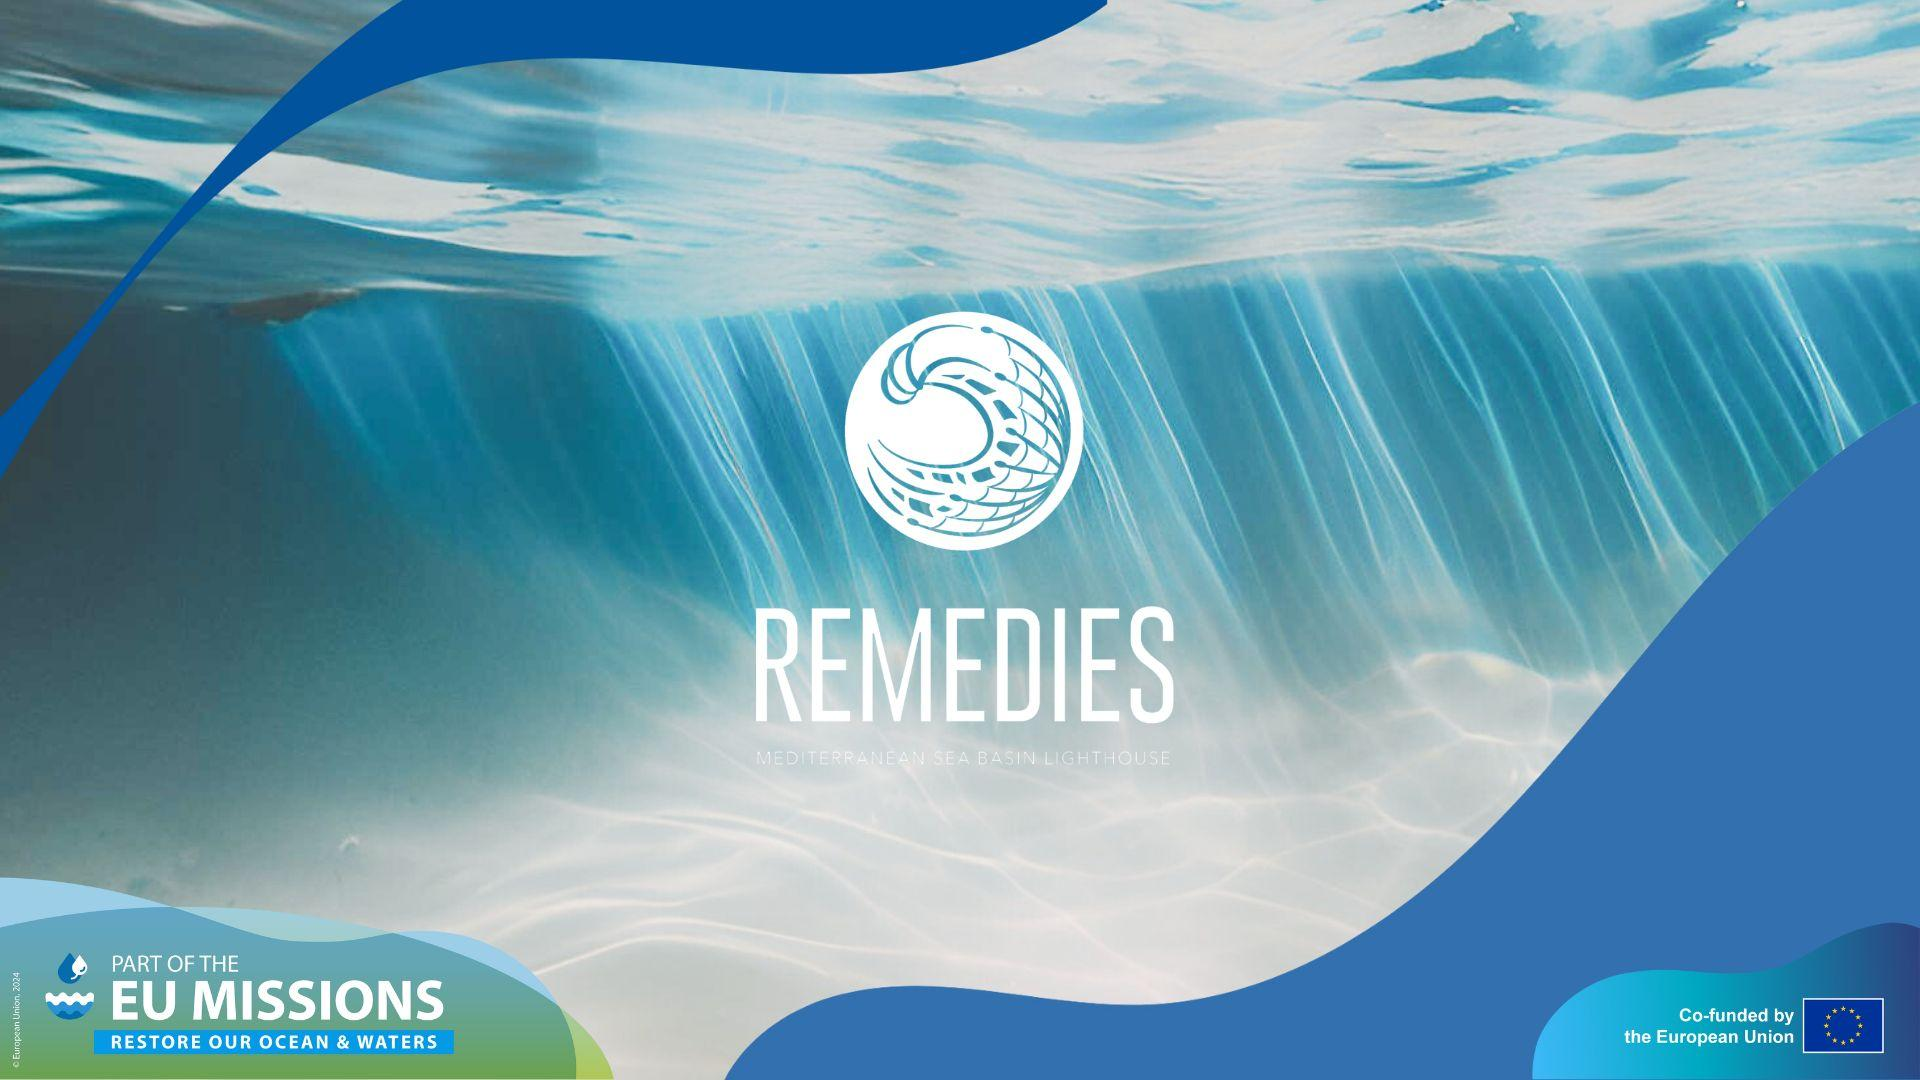 REMEDIES
MEDITERRANEAN SEA BASIN LIGHTHOUSE
PART OF THE
EU MISSIONS
RESTORE OUR OCEAN & WATERS
© European Union, 2024
Co-funded by
the European Union